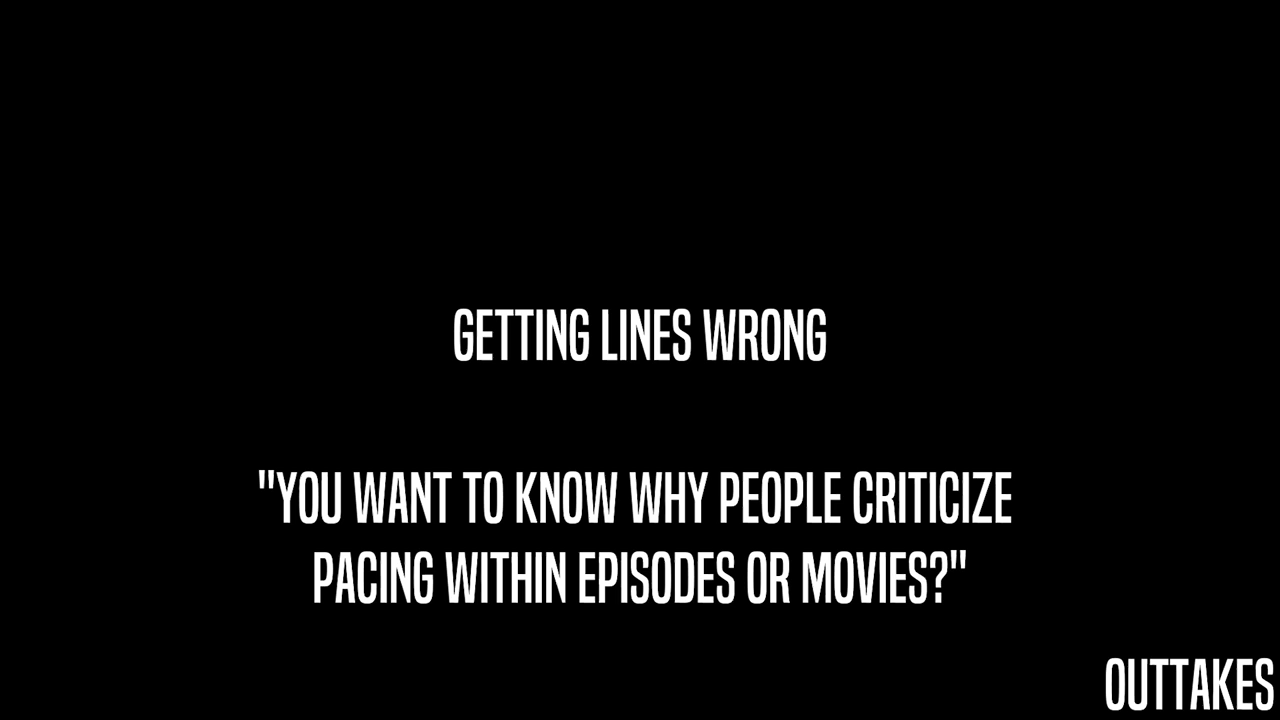 GETTING LINES WRONG
"YOU WANT TO KNOW WHY PEOPLE CRITICIZE
PACING WITHIN EPISODES OR MOVIES?"
OUTTAKES